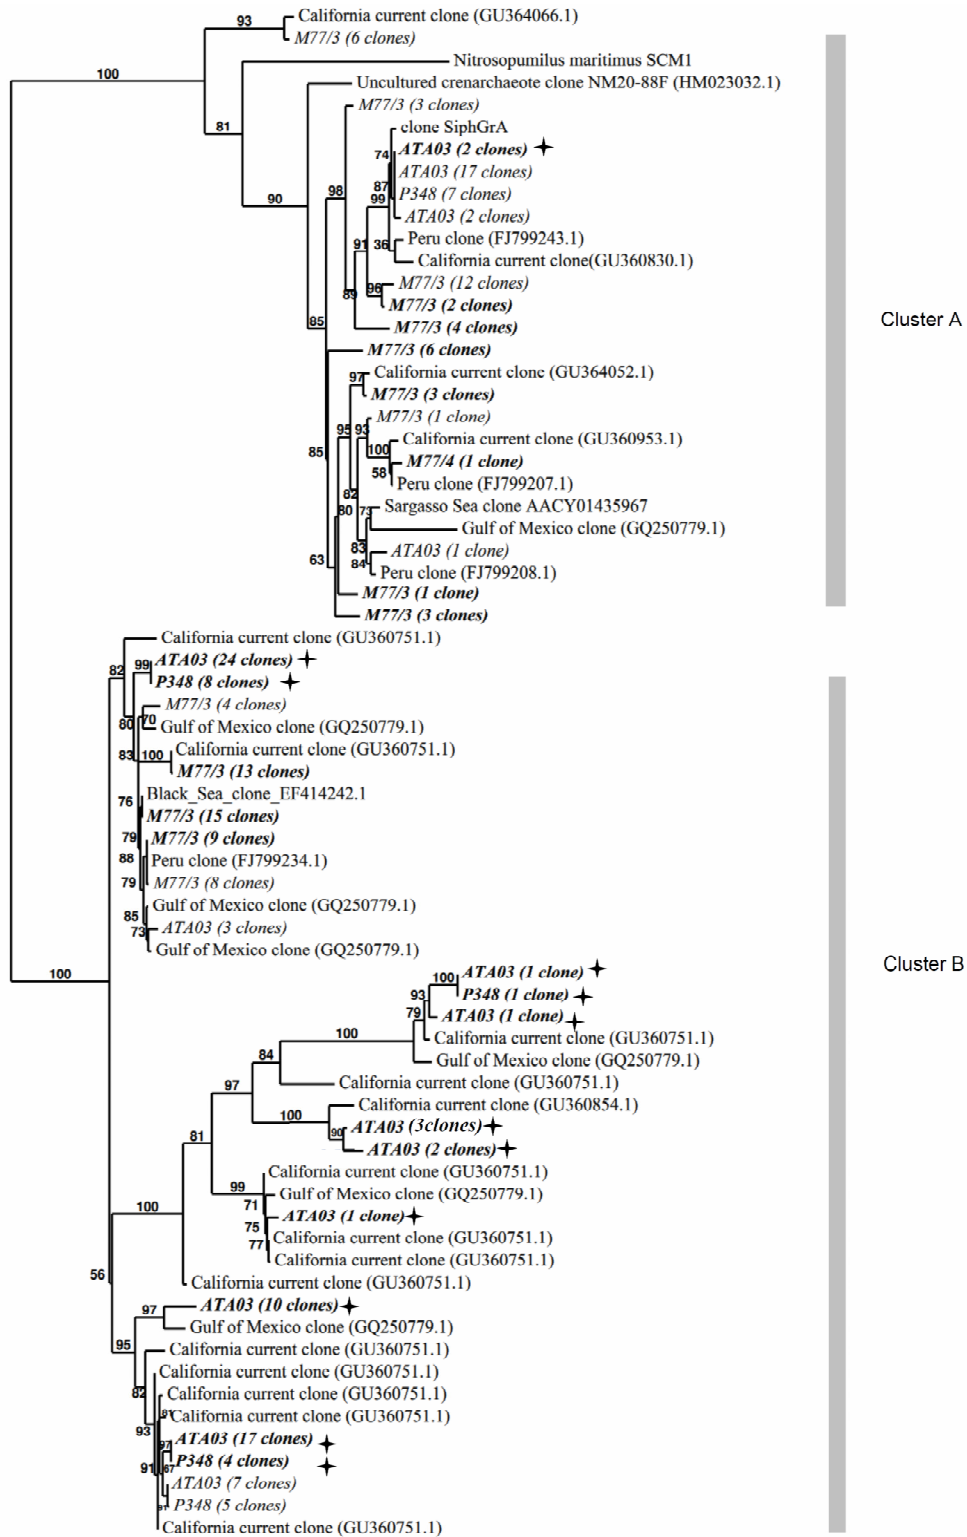 California current clone (GU364066.1)
93
M77/3 (6 clones)
Nitrosopumilus maritimus SCM1
100
Uncultured crenarchaeote clone NM20-88F (HM023032.1)
M77/3 (3 clones)
81
clone SiphGrA
74
ATA03 (2 clones)
ATA03 (17 clones)
87
90
98
99
P348 (7 clones)
ATA03 (2 clones)
91
36
Peru clone (FJ799243.1)
California current clone(GU360830.1)
89
96
M77/3 (12 clones)
M77/3 (2 clones)
85
M77/3 (4 clones)
Cluster A
M77/3 (6 clones)
97
California current clone (GU364052.1)
M77/3 (3 clones)
95
93
M77/3 (1 clone)
85
100
California current clone (GU360953.1)
58
M77/4 (1 clone)
Peru clone (FJ799207.1)
82
80
73
Sargasso Sea clone AACY01435967
Gulf of Mexico clone (GQ250779.1)
63
83
ATA03 (1 clone)
84
Peru clone (FJ799208.1)
M77/3 (1 clone)
M77/3 (3 clones)
California current clone (GU360751.1)
82
99
ATA03 (24 clones)
P348 (8 clones)
M77/3 (4 clones)
80
70
Gulf of Mexico clone (GQ250779.1)
83
100
California current clone (GU360751.1)
M77/3 (13 clones)
76
Black_Sea_clone_EF414242.1
M77/3 (15 clones)
79
M77/3 (9 clones)
88
Peru clone (FJ799234.1)
79
M77/3 (8 clones)
85
Gulf of Mexico clone (GQ250779.1)
73
ATA03 (3 clones)
Gulf of Mexico clone (GQ250779.1)
Cluster B
100
100
ATA03 (1 clone)
93
P348 (1 clone)
79
ATA03 (1 clone)
100
California current clone (GU360751.1)
84
Gulf of Mexico clone (GQ250779.1)
97
California current clone (GU360751.1)
100
California current clone (GU360854.1)
90
ATA03 (3clones)
81
ATA03 (2 clones)
California current clone (GU360751.1)
99
71
Gulf of Mexico clone (GQ250779.1)
100
75
ATA03 (1 clone)
77
California current clone (GU360751.1)
California current clone (GU360751.1)
56
California current clone (GU360751.1)
97
ATA03 (10 clones)
Gulf of Mexico clone (GQ250779.1)
95
California current clone (GU360751.1)
California current clone (GU360751.1)
82
California current clone (GU360751.1)
81
California current clone (GU360751.1)
93
97
ATA03 (17 clones)
91
67
P348 (4 clones)
ATA03 (7 clones)
P348 (5 clones)
California current clone (GU360751.1)